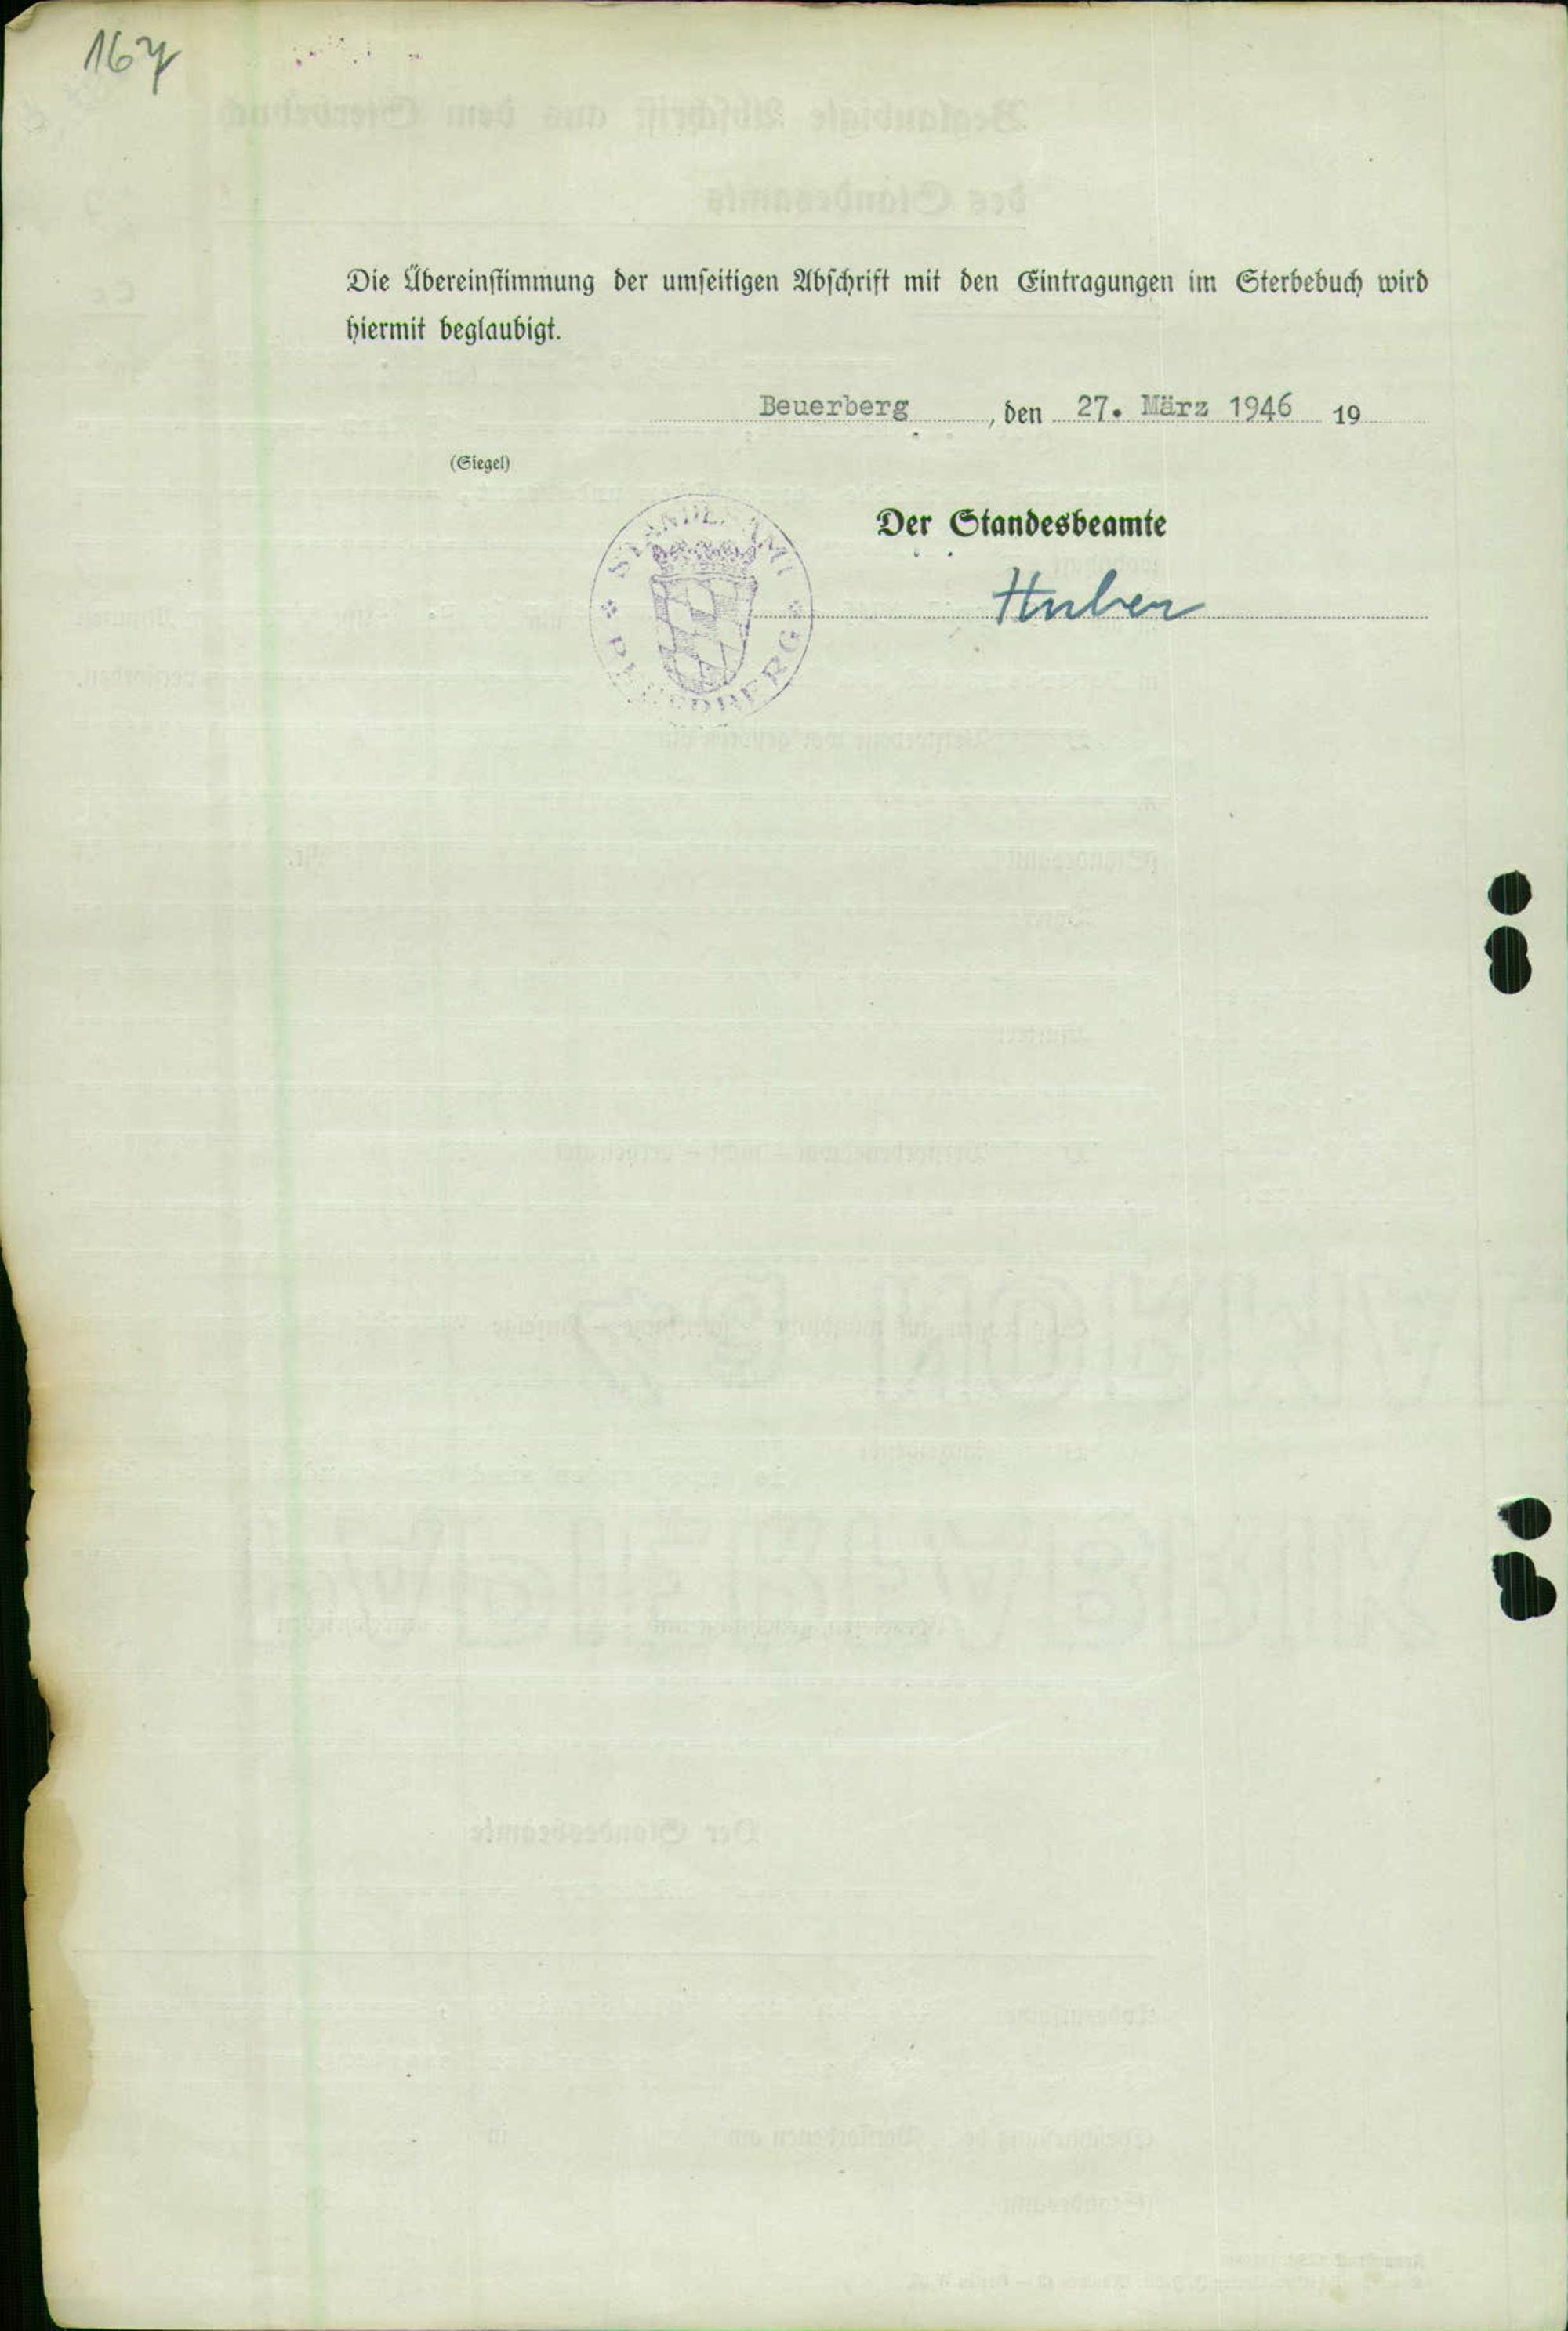 167
Die Übereinstimmung der umseitigen Abschrift mit den Eintragungen im Sterbebuch wird
hiermit beglaubigt.
Beuerberg, den 27. März 1946 19
(Siegel)
STANDESAMT
BEUERBERG
Der Standesbeamte
Huber